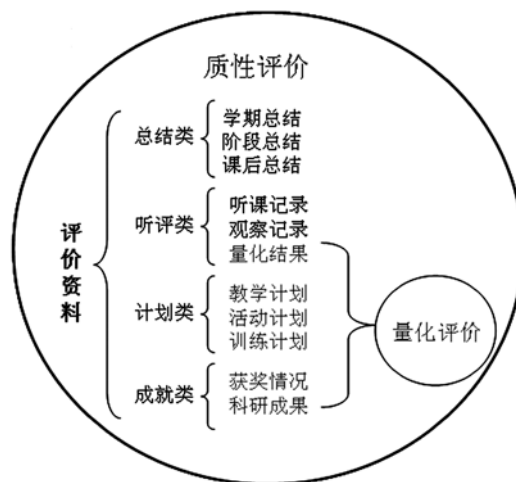 质性评价
评价资料
总结类
学期总结
阶段总结
课后总结
听评类
听课记录
观察记录
量化结果
计划类
教学计划
活动计划
训练计划
成就类
获奖情况
科研成果
量化评价